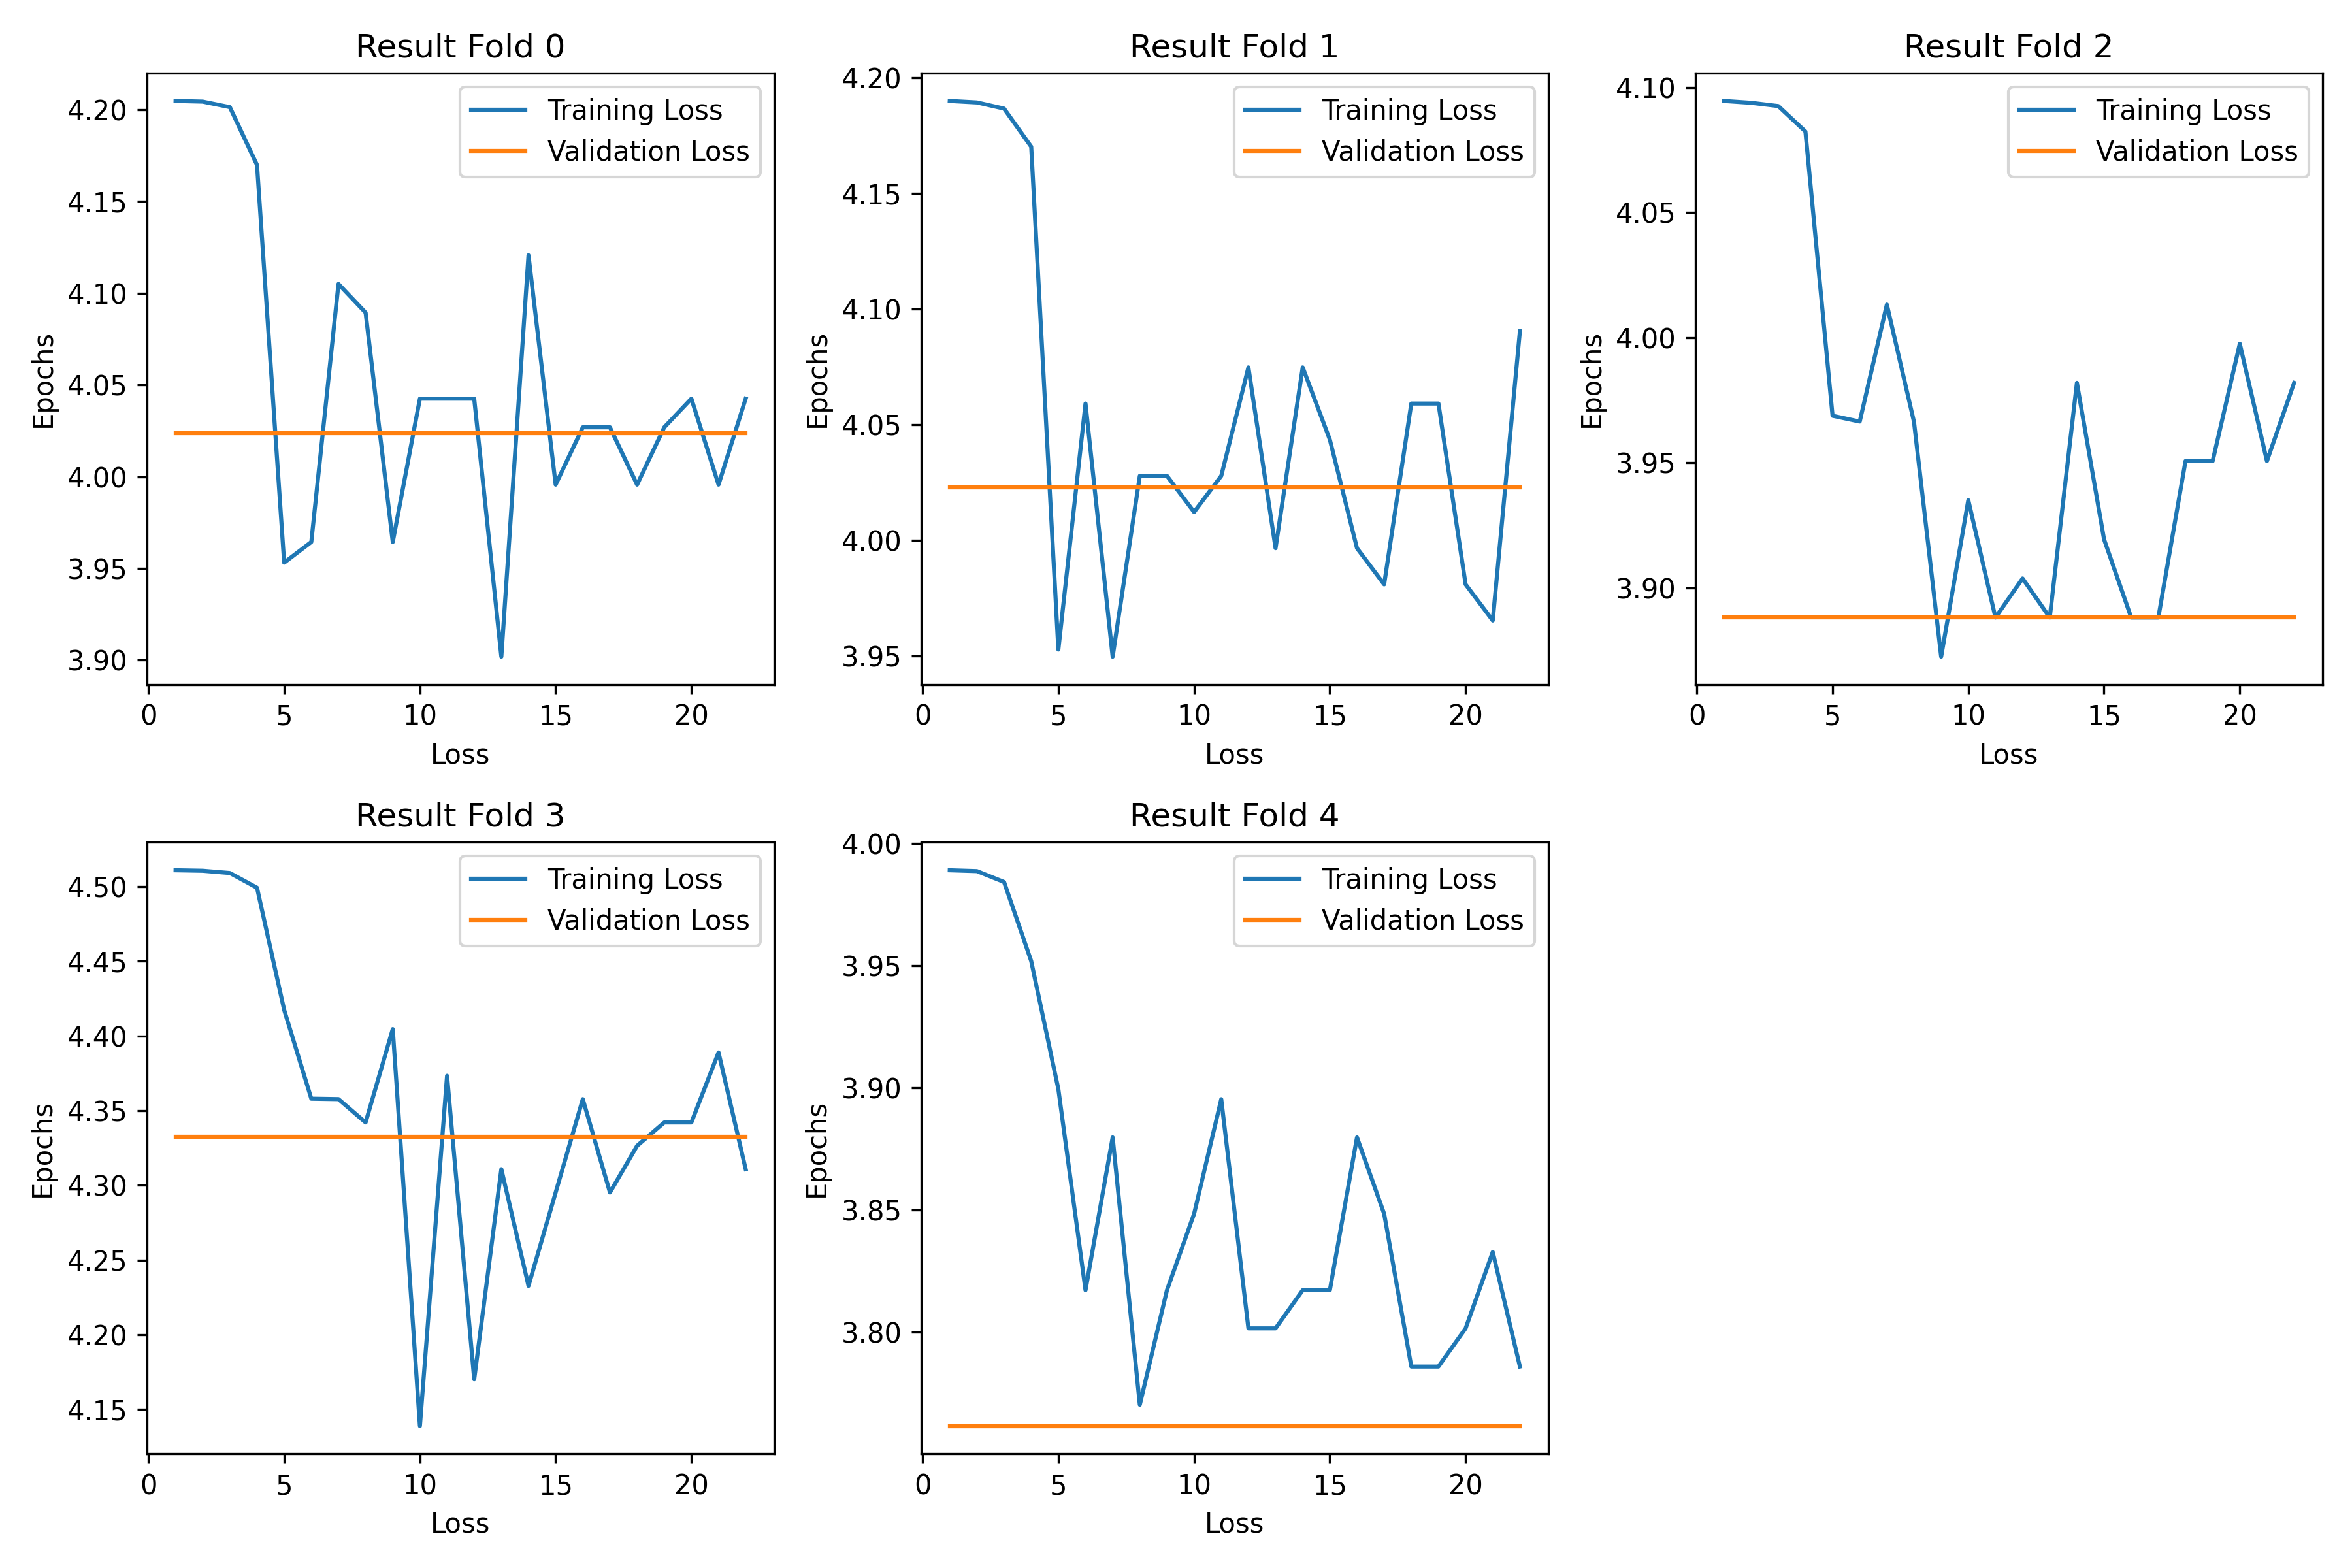 Result Fold 0
Training Loss
Validation Loss
4.20
4.15
4.10
4.05
4.00
3.95
3.90
Epochs
0 5 10 15 20
Loss
Result Fold 1
Training Loss
Validation Loss
4.20
4.15
4.10
4.05
4.00
3.95
Epochs
0 5 10 15 20
Loss
Result Fold 2
Training Loss
Validation Loss
4.10
4.05
4.00
3.95
3.90
Epochs
0 5 10 15 20
Loss
Result Fold 3
Training Loss
Validation Loss
4.50
4.45
4.40
4.35
4.30
4.25
4.20
4.15
Epochs
0 5 10 15 20
Loss
Result Fold 4
Training Loss
Validation Loss
4.00
3.95
3.90
3.85
3.80
Epochs
0 5 10 15 20
Loss